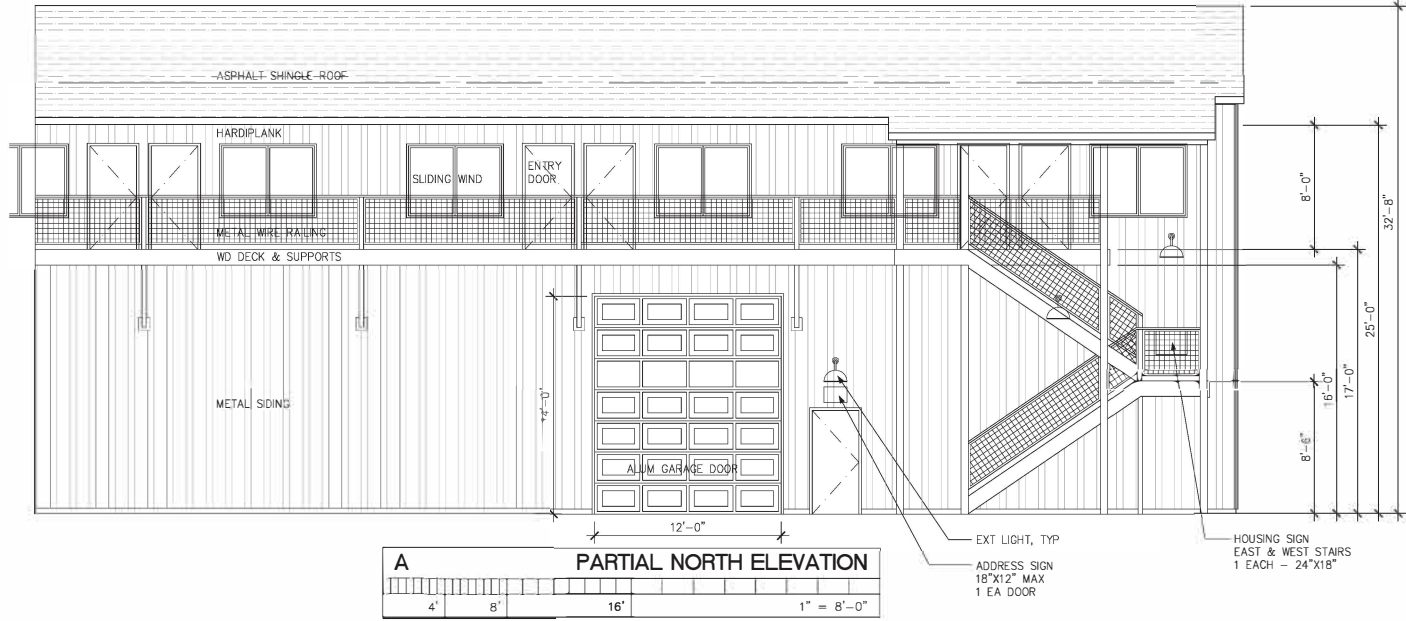 ASPHALT SHINGLE ROOF
HARDIPLANK
SLIDING WIND
ENTRY
DOOR
METAL WIRE RAILING
WD DECK & SUPPORTS
METAL SIDING
14'-0"
ALUM GARAGE DOOR
12'-0"
8'-0"
32'-8"
25'-0"
17'-0"
16'-0"
8'-6"
EXT LIGHT, TYP
ADDRESS SIGN
18"X12" MAX
1 EA DOOR
HOUSING SIGN
EAST & WEST STAIRS
1 EACH – 24"X18"
A PARTIAL NORTH ELEVATION
4' 8' 16' 1" = 8'-0"